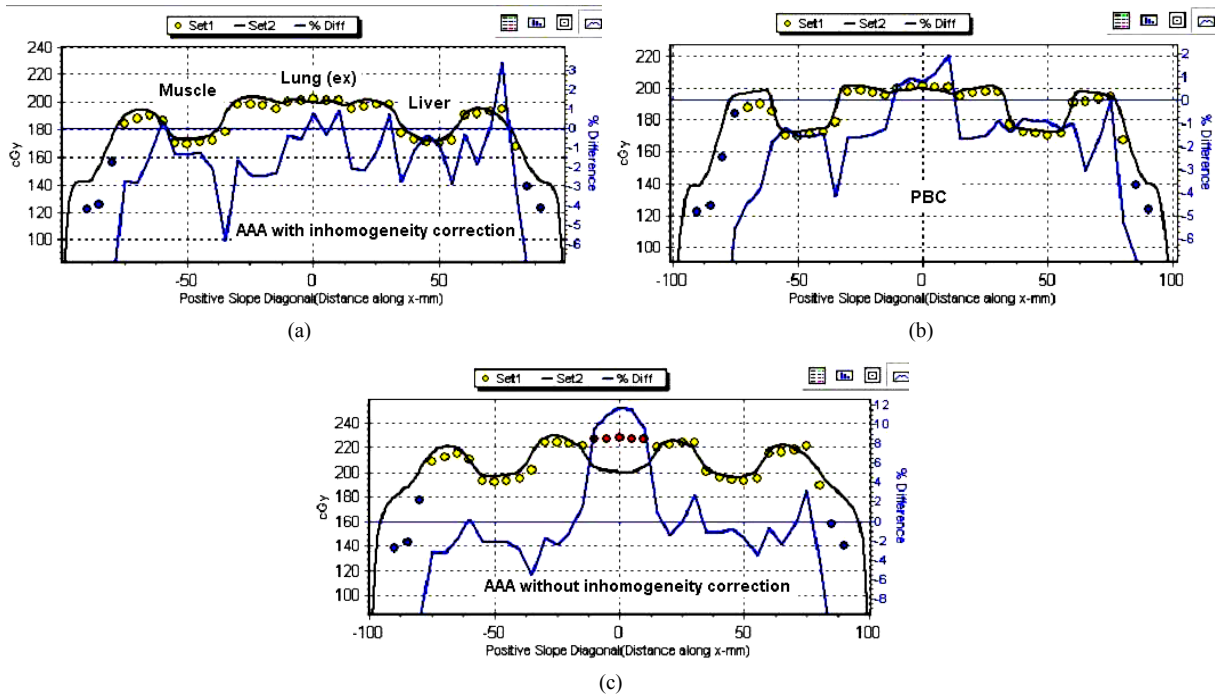 Set1 Set2 % Diff
240
220
200
180
160
140
120
100
cGy
Muscle
Lung (ex)
Liver
AAA with inhomogeneity correction
3
2
1
0
-1
-2
-3
-4
-5
-6
% Difference
-50 0 50
Positive Slope Diagonal(Distance along x-mm)
(a)
Set1 Set2 % Diff
220
200
180
160
140
120
100
cGy
PBC
2
1
0
-1
-2
-3
-4
-5
-6
% Difference
-100 -50 0 50 100
Positive Slope Diagonal(Distance along x-mm)
(b)
Set1 Set2 % Diff
240
220
200
180
160
140
120
100
cGy
AAA without inhomogeneity correction
12
10
8
6
4
2
0
-2
-4
-6
-8
% Difference
-100 -50 0 50 100
Positive Slope Diagonal(Distance along x-mm)
(c)